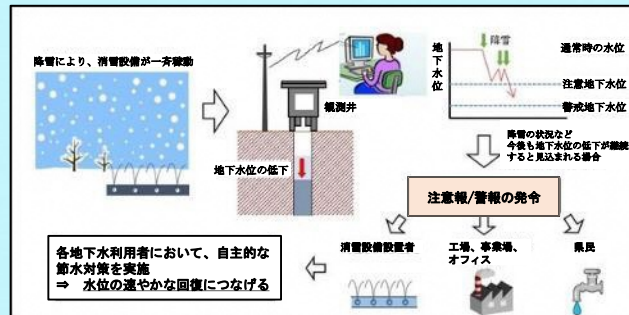 降雪により、消雪設備が一斉稼動
観測井
地下水位の低下
地下水位
降雪
通常時の水位
注意地下水位
警戒地下水位
降雪の状況など
今後も地下水位の低下が継続
すると見込まれる場合
注意報/警報の発令
消雪設備設置者
工場、事業場、
オフィス
県民
各地下水利用者において、自主的な
節水対策を実施
⇒ 水位の速やかな回復につなげる